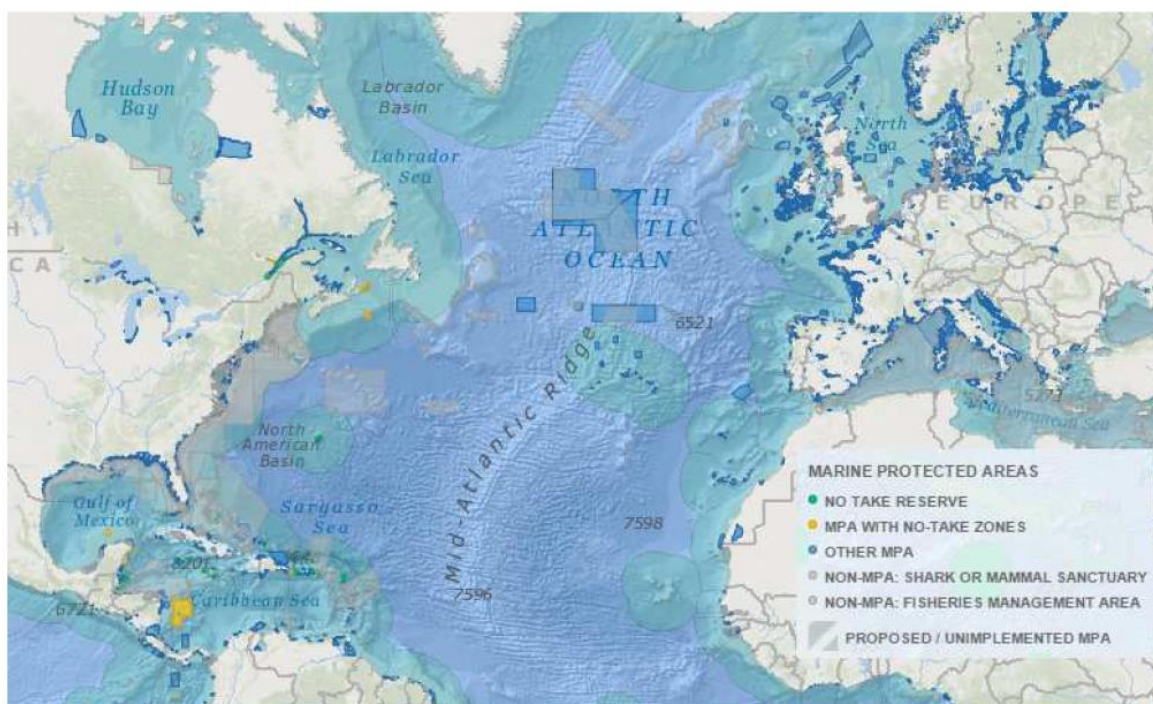 Hudson
Bay
Labrador
Basin
Labrador
Sea
North
Sea
EUROPE
NORTH
ATLANTIC
OCEAN
H
CA
6521
Mid-Atlantic Ridge
North
American
Basin
Sargasso
Sea
Gulf of
Mexico
5273
Mediterranean Sea
7598
8201
Caribbean Sea
6721
7596
MARINE PROTECTED AREAS
NO TAKE RESERVE
MPA WITH NO-TAKE ZONES
OTHER MPA
NON-MPA: SHARK OR MAMMAL SANCTUARY
NON-MPA: FISHERIES MANAGEMENT AREA
PROPOSED / UNIMPLEMENTED MPA